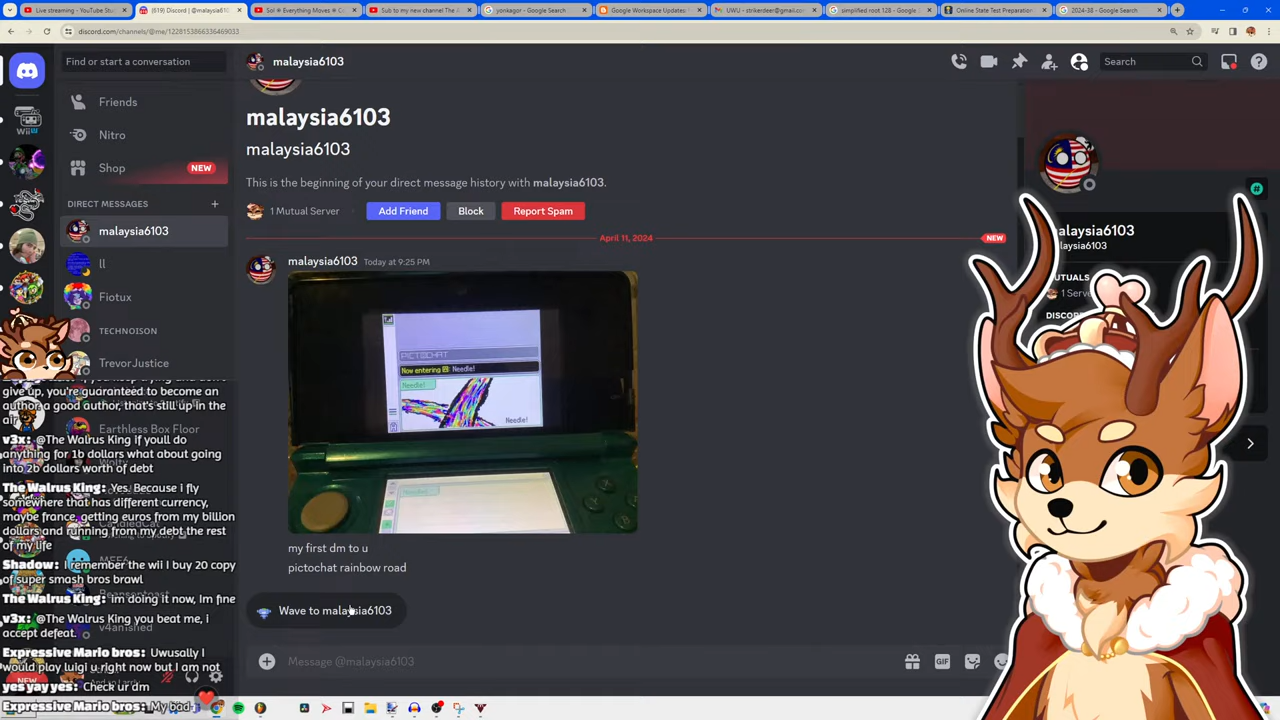 Live streaming - YouTube Stu
(619) Discord | @malaysia6103
Sol ☀ Everything Moves ☀ C
Sub to my new channel The A
yonkagor - Google Search
Google Workspace Updates:
UWU - strikerdeer@gmail.com
simplified root 128 - Google S
Online State Test Preparation
2024-38 - Google Search
discord.com/channels/@me/1228153866336469033
Find or start a conversation
malaysia6103
Search
Friends
Nitro
Shop
NEW
DIRECT MESSAGES
malaysia6103
ll
Fiotux
TECHNOISON
TrevorJustice
Earthless Box Floor
malaysia6103
malaysia6103
This is the beginning of your direct message history with malaysia6103.
1 Mutual Server
Add Friend
Block
Report Spam
April 11, 2024
NEW
malaysia6103 Today at 9:25 PM
PICTOCHAT
Now entering Needle!
Needle!
Needle!
my first dm to u
pictochat rainbow road
Wave to malaysia6103
Message @malaysia6103
GIF
alaysia6103
alaysia6103
MUTUALS
1 Serve
DISCOR
give up, you're guaranteed to become an
author. a good author, that's still up in the
air
v3x: @The Walrus King if youll do
anything for 1b dollars what about going
into 2b dollars worth of debt
The Walrus King: Yes. Because i fly
somewhere that has different currency,
maybe france, getting euros from my billion
dollars and running from my debt the rest
of my life
Shadow: I remember the wii I buy 20 copy
of super smash bros brawl
The Walrus King: im doing it now, Im fine
v3x: @The Walrus King you beat me, i
accept defeat.
Expressive Mario bros: Uwusally I
would play luigi u right now but I am not
yes yay yes: Check ur dm
Expressive Mario bros: My bad
NEW